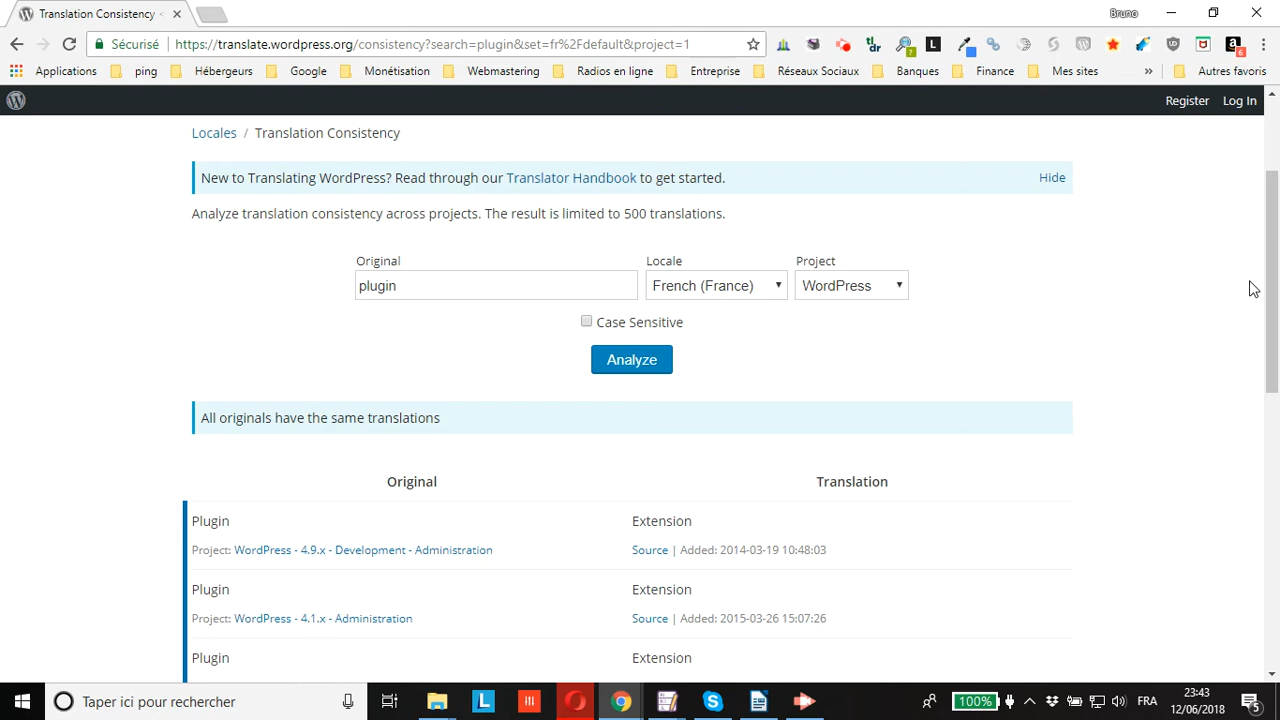 Translation Consistency <
Bruno
Sécurisé https://translate.wordpress.org/consistency?search=plugin&set=fr%2Fdefault&project=1
tl;dr
Applications ping Hébergeurs Google Monétisation Webmastering Radios en ligne Entreprise Réseaux Sociaux Banques Finance Mes sites » Autres favoris
Register Log In
Locales / Translation Consistency
New to Translating WordPress? Read through our Translator Handbook to get started. Hide
Analyze translation consistency across projects. The result is limited to 500 translations.
Original Locale Project
plugin French (France) WordPress
Case Sensitive
Analyze
All originals have the same translations
Original Translation
Plugin Extension
Project: WordPress - 4.9.x - Development - Administration Source | Added: 2014-03-19 10:48:03
Plugin Extension
Project: WordPress - 4.1.x - Administration Source | Added: 2015-03-26 15:07:26
Plugin Extension
Taper ici pour rechercher 100% FRA 23:43
12/06/2018 5